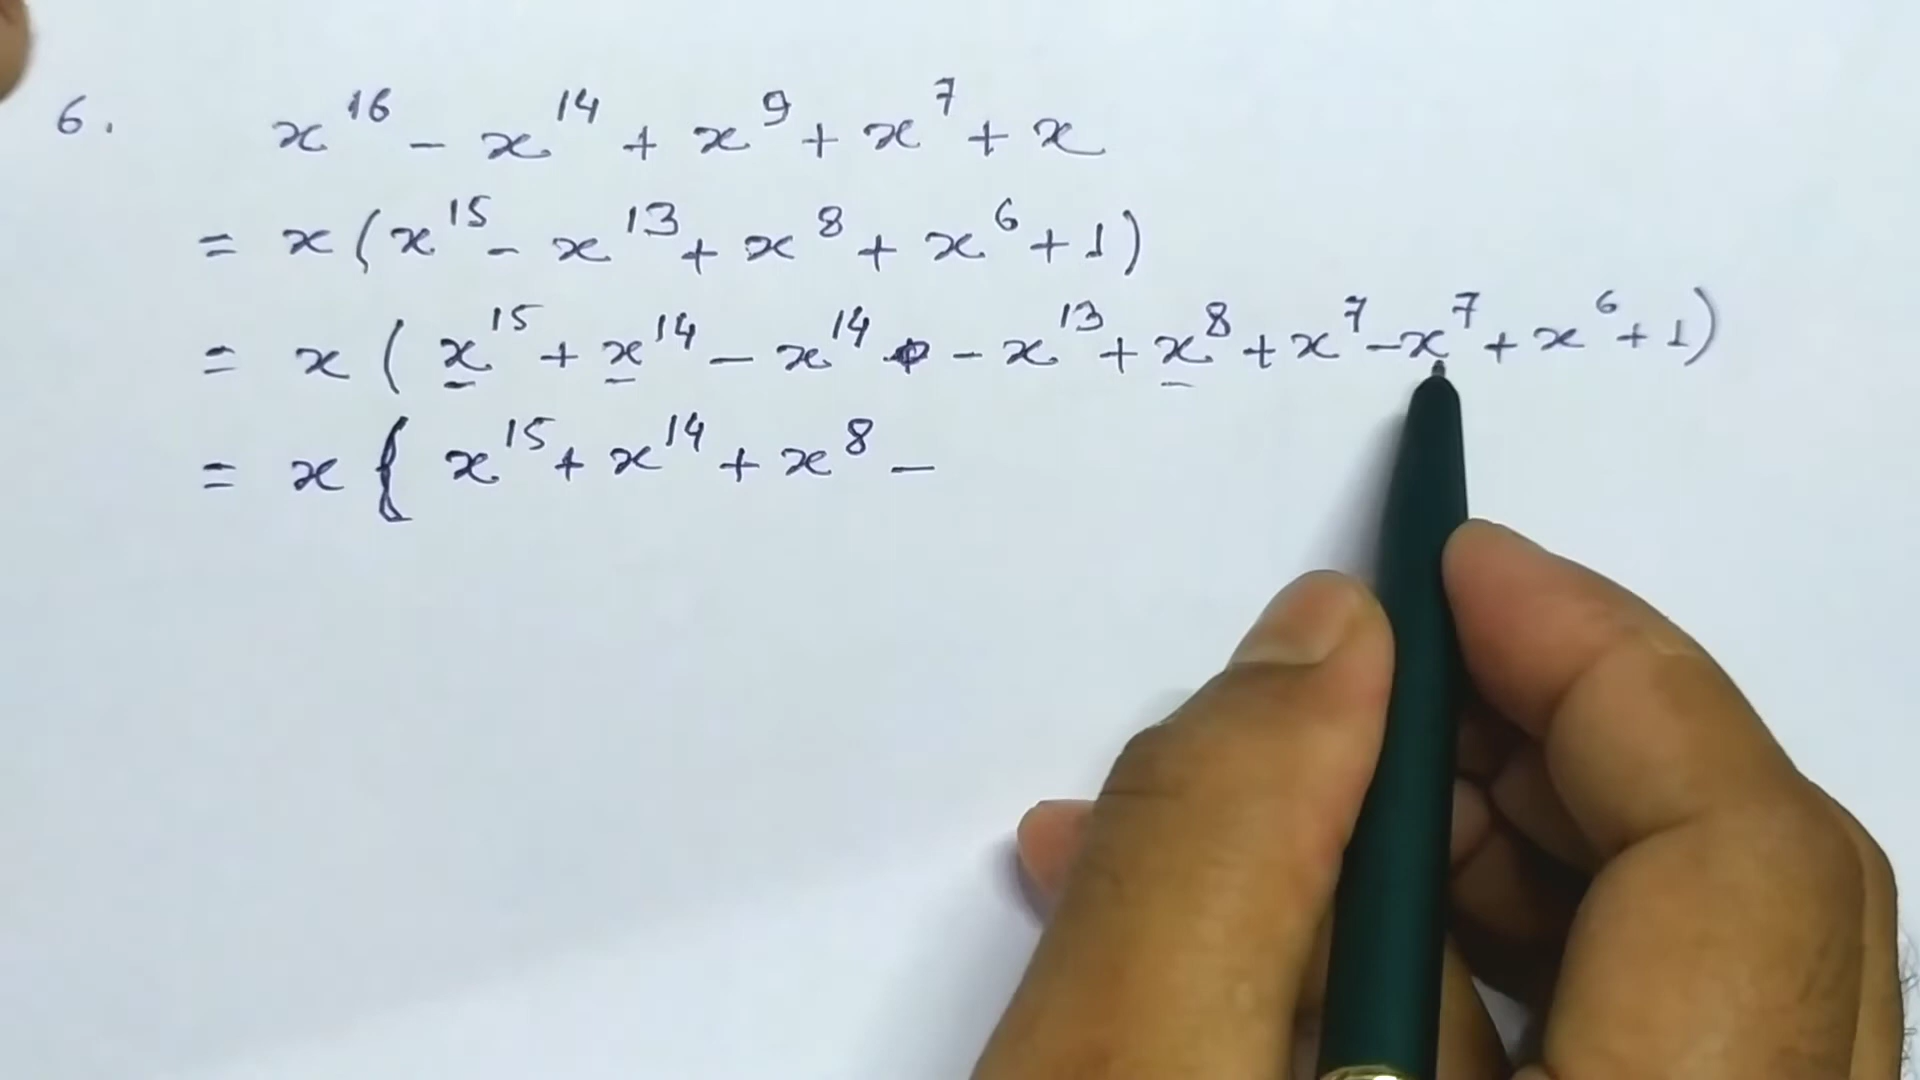 6. x^16 - x^14 + x^9 + x^7 + x
= x(x^15 - x^13 + x^8 + x^6 + 1)
= x(x^15 + x^14 - x^14 - x^13 + x^8 + x^7 - x^7 + x^6 + 1)
= x{x^15 + x^14 + x^8 -